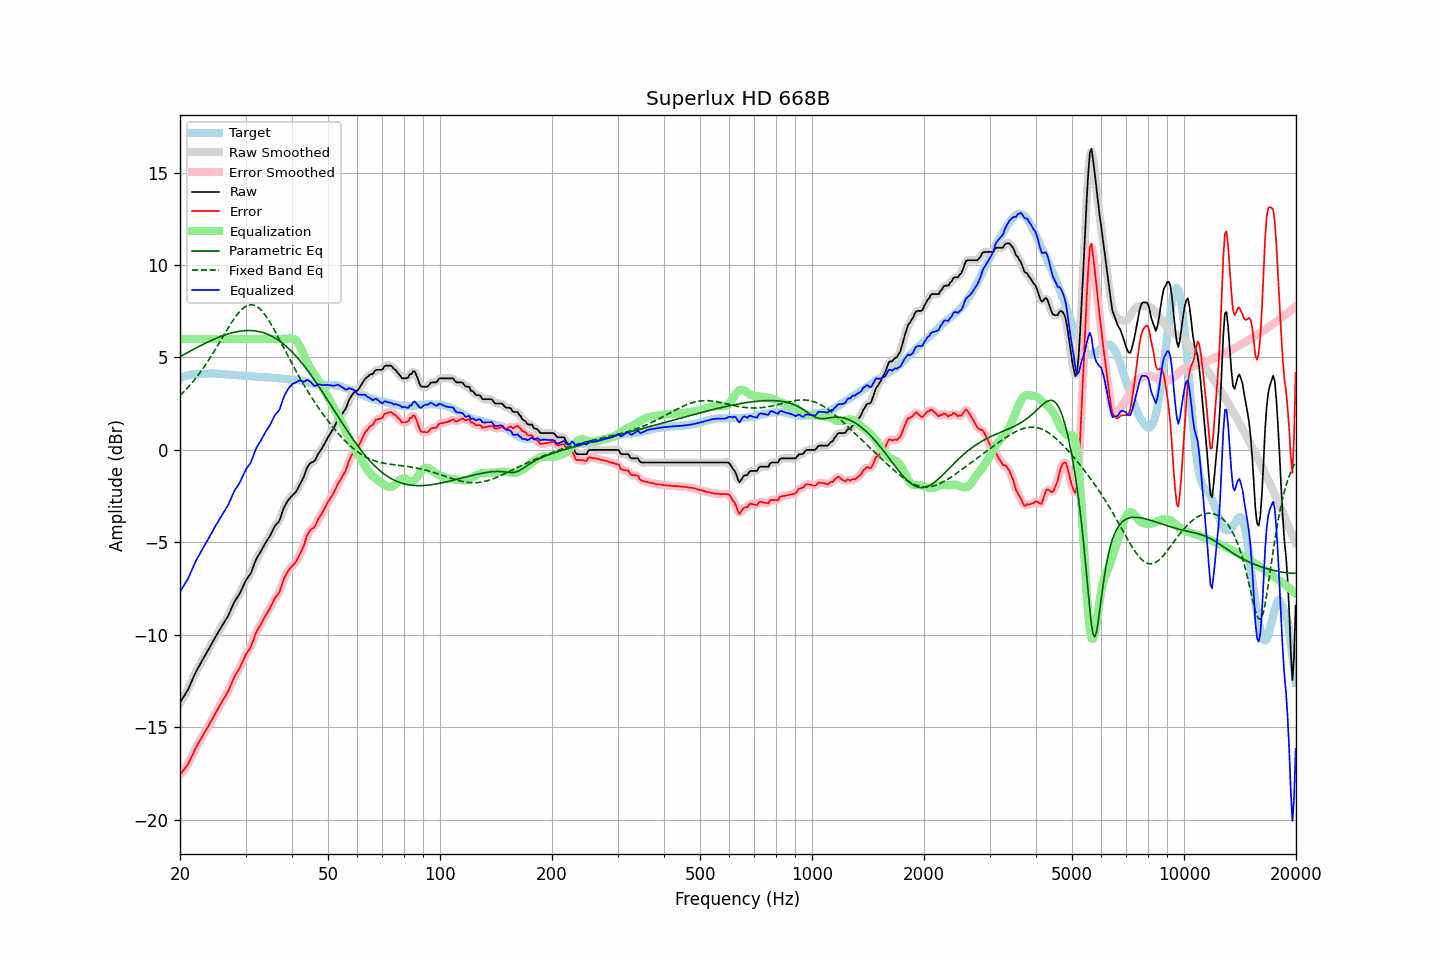 Superlux HD 668B
Target
Raw Smoothed
Error Smoothed
Raw
Error
Equalization
Parametric Eq
Fixed Band Eq
Equalized
Amplitude (dBr)
15
10
5
0
−5
−10
−15
−20
20
50
100
200
500
1000
2000
5000
10000
20000
Frequency (Hz)